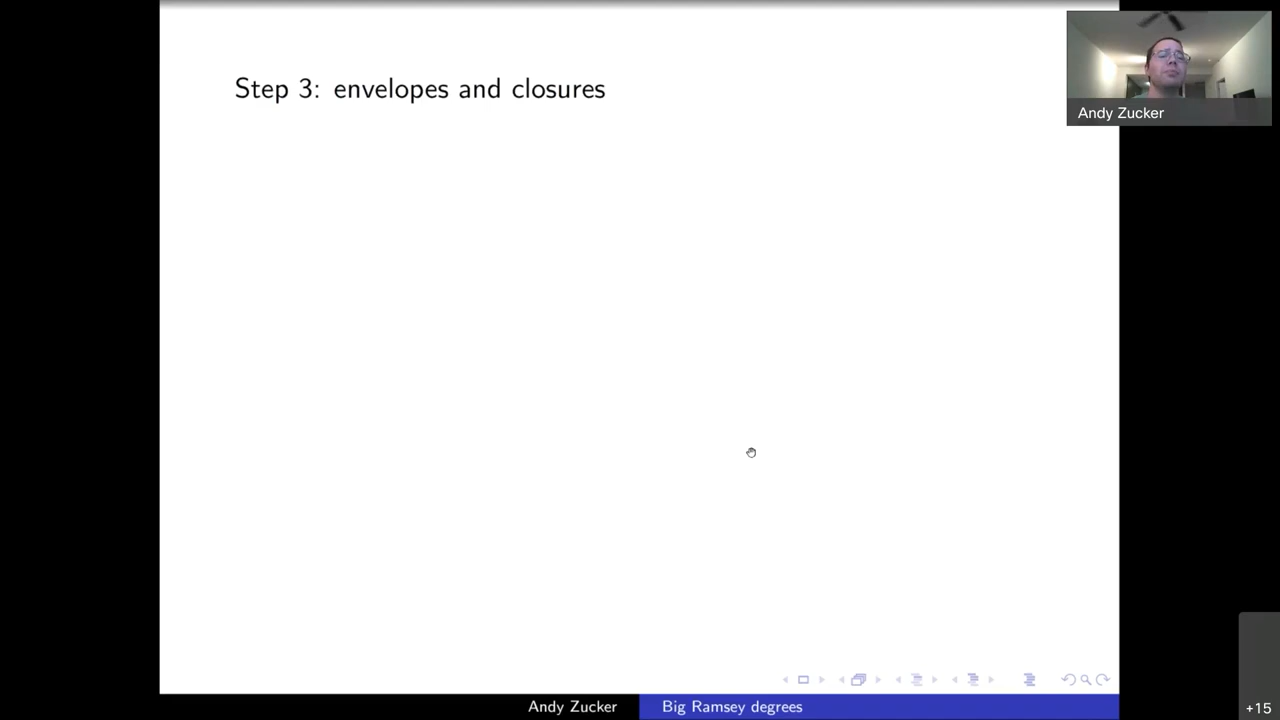 Step 3: envelopes and closures
Andy Zucker
Andy Zucker
Big Ramsey degrees
+15